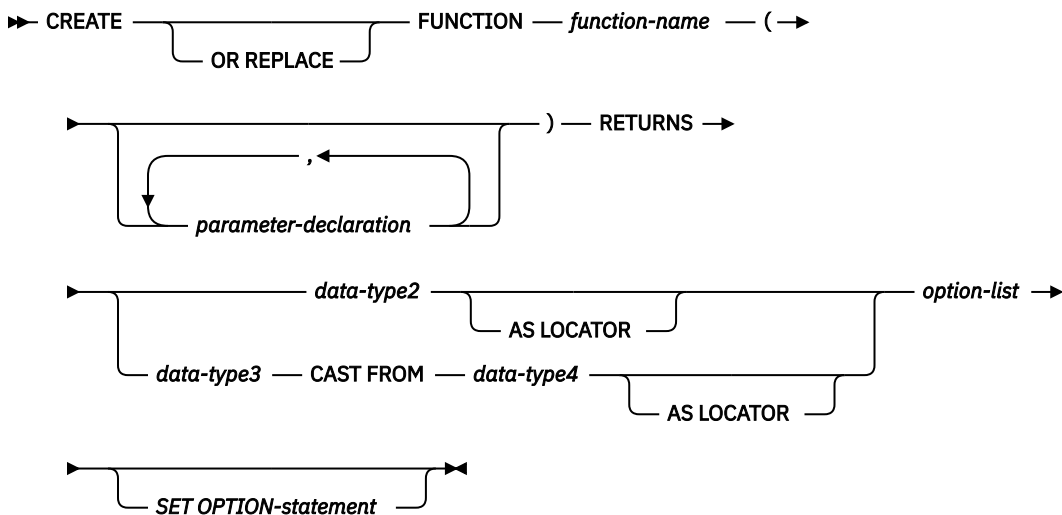 CREATE FUNCTION function-name (
OR REPLACE
) RETURNS
,
parameter-declaration
data-type2 option-list
AS LOCATOR
data-type3 CAST FROM data-type4
AS LOCATOR
SET OPTION-statement